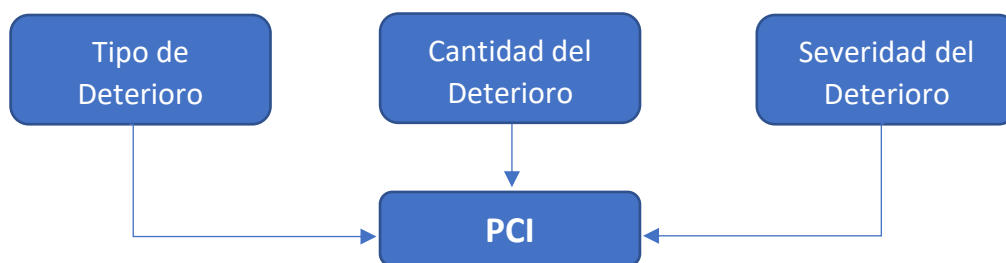 Tipo de
Deterioro
Cantidad del
Deterioro
Severidad del
Deterioro
PCI